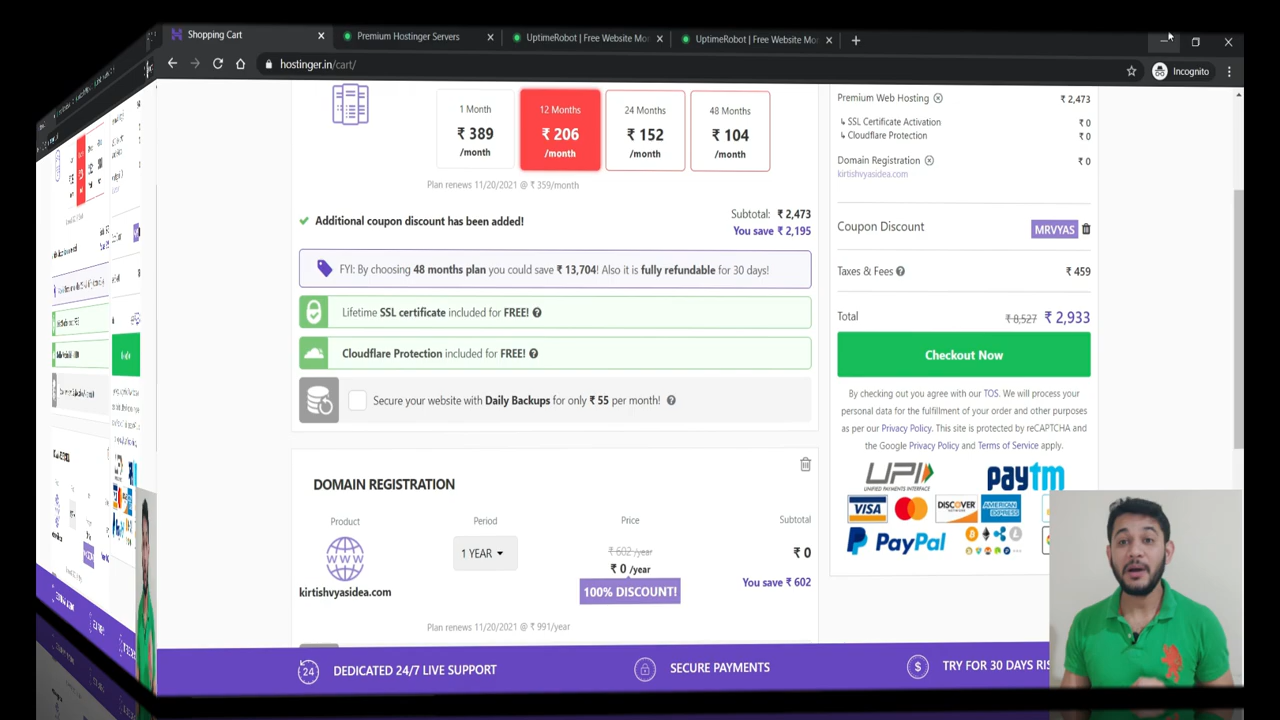 Shopping Cart
Premium Hostinger Servers
UptimeRobot | Free Website Mo
UptimeRobot | Free Website Mo
hostinger.in/cart/
Incognito
1 Month
₹ 389
/month
12 Months
₹ 206
/month
24 Months
₹ 152
/month
48 Months
₹ 104
/month
Plan renews 11/20/2021 @ ₹ 359/month
Additional coupon discount has been added!
Subtotal: ₹ 2,473
You save ₹ 2,195
FYI: By choosing 48 months plan you could save ₹ 13,704! Also it is fully refundable for 30 days!
Lifetime SSL certificate included for FREE!
Cloudflare Protection included for FREE!
Secure your website with Daily Backups for only ₹ 55 per month!
DOMAIN REGISTRATION
Product
Period
Price
Subtotal
WWW
kirtishvyasidea.com
1 YEAR
₹ 602 /year
₹ 0 /year
100% DISCOUNT!
₹ 0
You save ₹ 602
Plan renews 11/20/2021 @ ₹ 991/year
Premium Web Hosting ₹ 2,473
↳ SSL Certificate Activation ₹ 0
↳ Cloudflare Protection ₹ 0
Domain Registration ₹ 0
kirtishvyasidea.com
Coupon Discount MRVYAS
Taxes & Fees ₹ 459
Total ₹ 8,527 ₹ 2,933
Checkout Now
By checking out you agree with our TOS. We will process your
personal data for the fulfillment of your order and other purposes
as per our Privacy Policy. This site is protected by reCAPTCHA and
the Google Privacy Policy and Terms of Service apply.
UPI
UNIFIED PAYMENTS INTERFACE
paytm
VISA
DISCOVER
AMERICAN EXPRESS
PayPal
24
DEDICATED 24/7 LIVE SUPPORT
SECURE PAYMENTS
$
TRY FOR 30 DAYS RIS